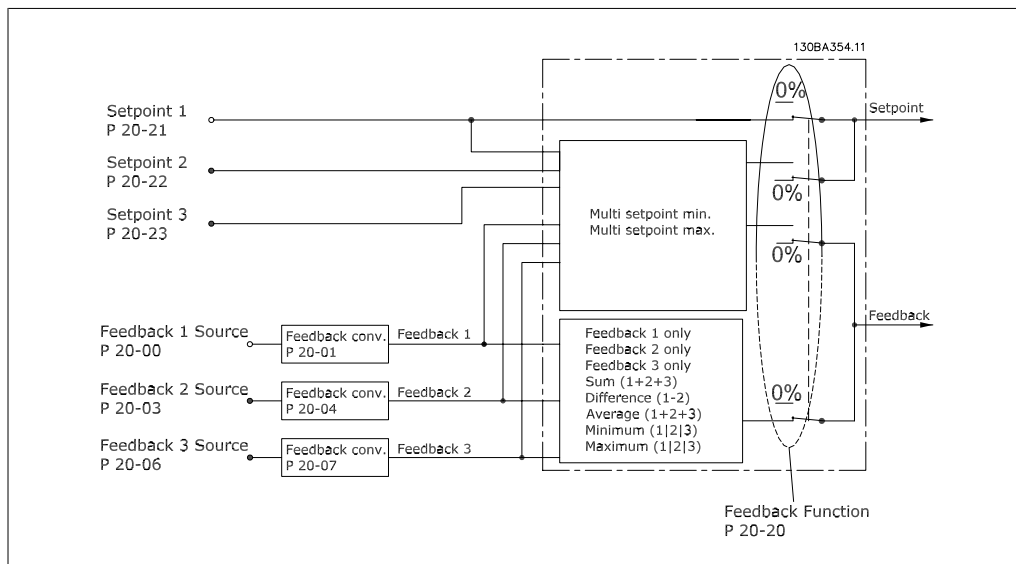 130BA354.11
0%
Setpoint 1
P 20-21
Setpoint
Setpoint 2
P 20-22
0%
Setpoint 3
P 20-23
Multi setpoint min.
Multi setpoint max.
0%
Feedback
Feedback 1 Source
P 20-00
Feedback conv.
P 20-01
Feedback 1
Feedback 2 Source
P 20-03
Feedback conv.
P 20-04
Feedback 2
Feedback 3 Source
P 20-06
Feedback conv.
P 20-07
Feedback 3
Feedback 1 only
Feedback 2 only
Feedback 3 only
Sum (1+2+3)
Difference (1-2)
Average (1+2+3)
Minimum (1|2|3)
Maximum (1|2|3)
0%
Feedback Function
P 20-20